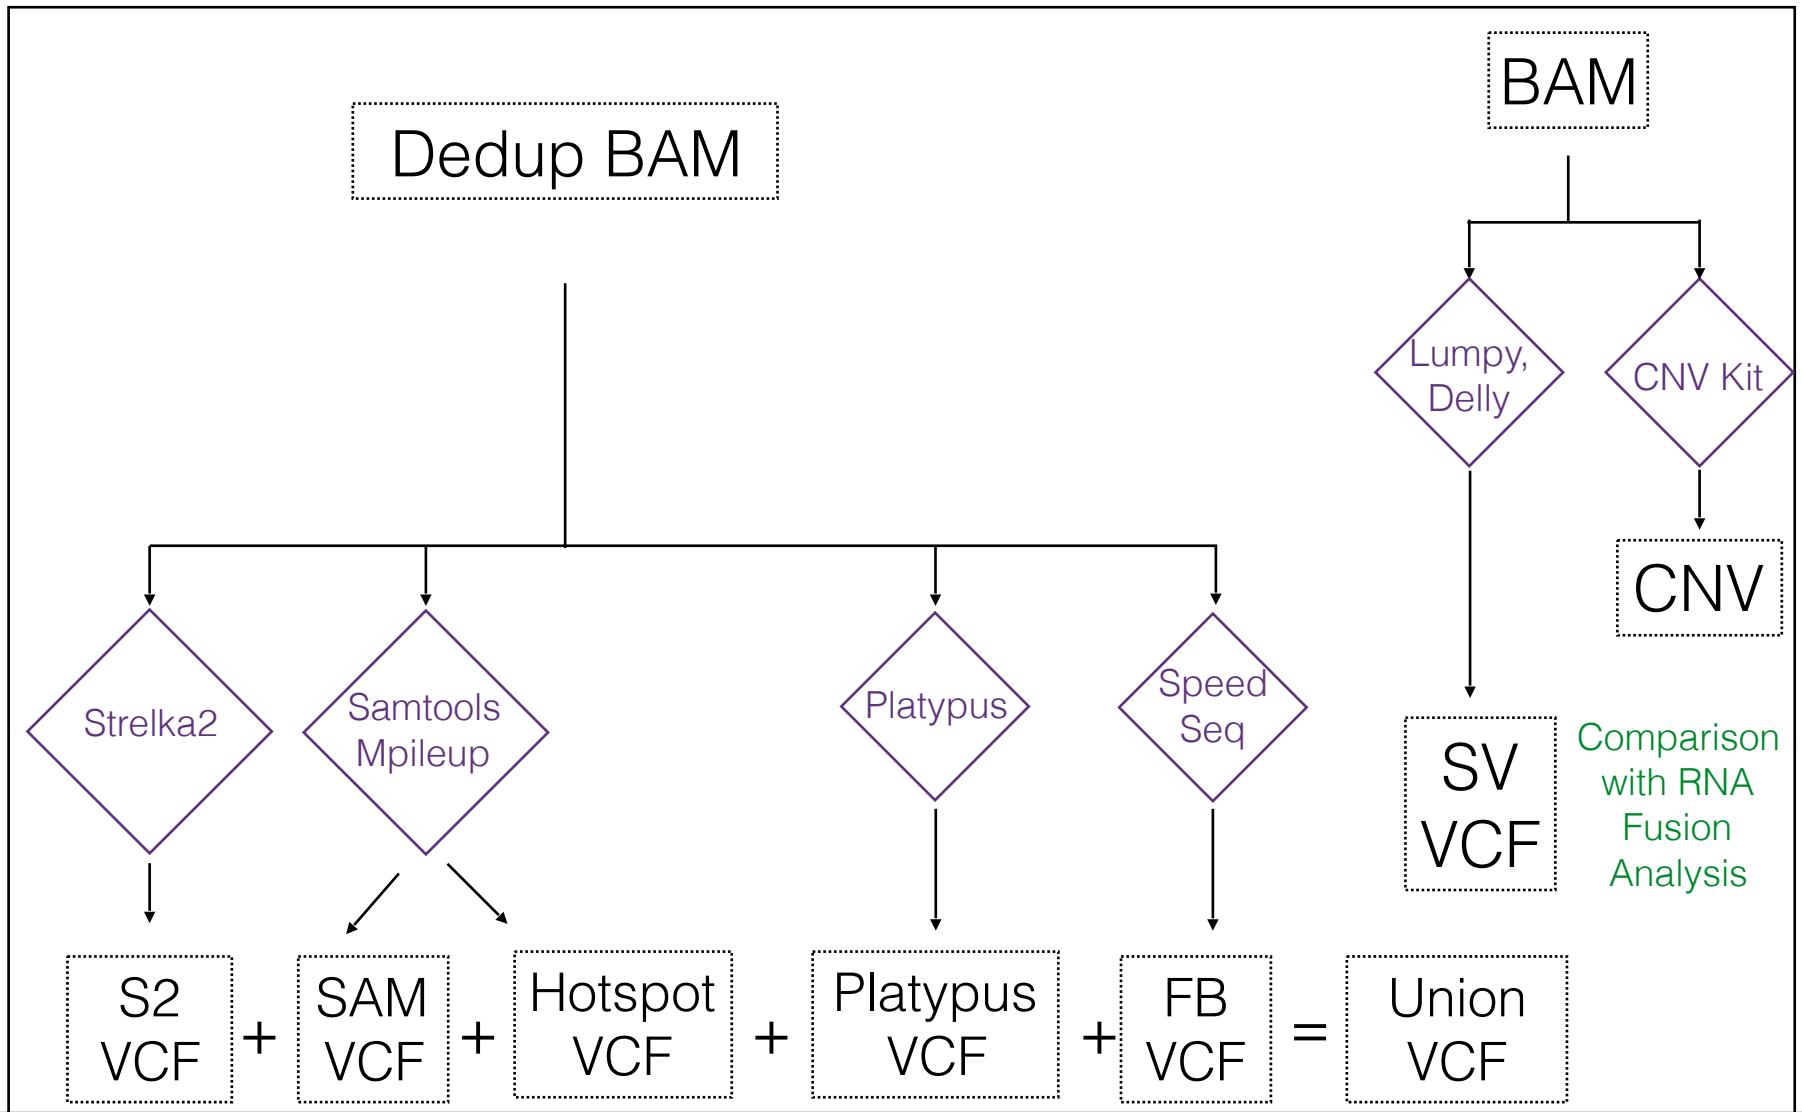 Dedup BAM
BAM
Lumpy,
Delly
CNV Kit
CNV
Strelka2
Samtools
Mpileup
Platypus
Speed
Seq
SV
VCF
Comparison
with RNA
Fusion
Analysis
S2
VCF
+
SAM
VCF
+
Hotspot
VCF
+
Platypus
VCF
+
FB
VCF
=
Union
VCF